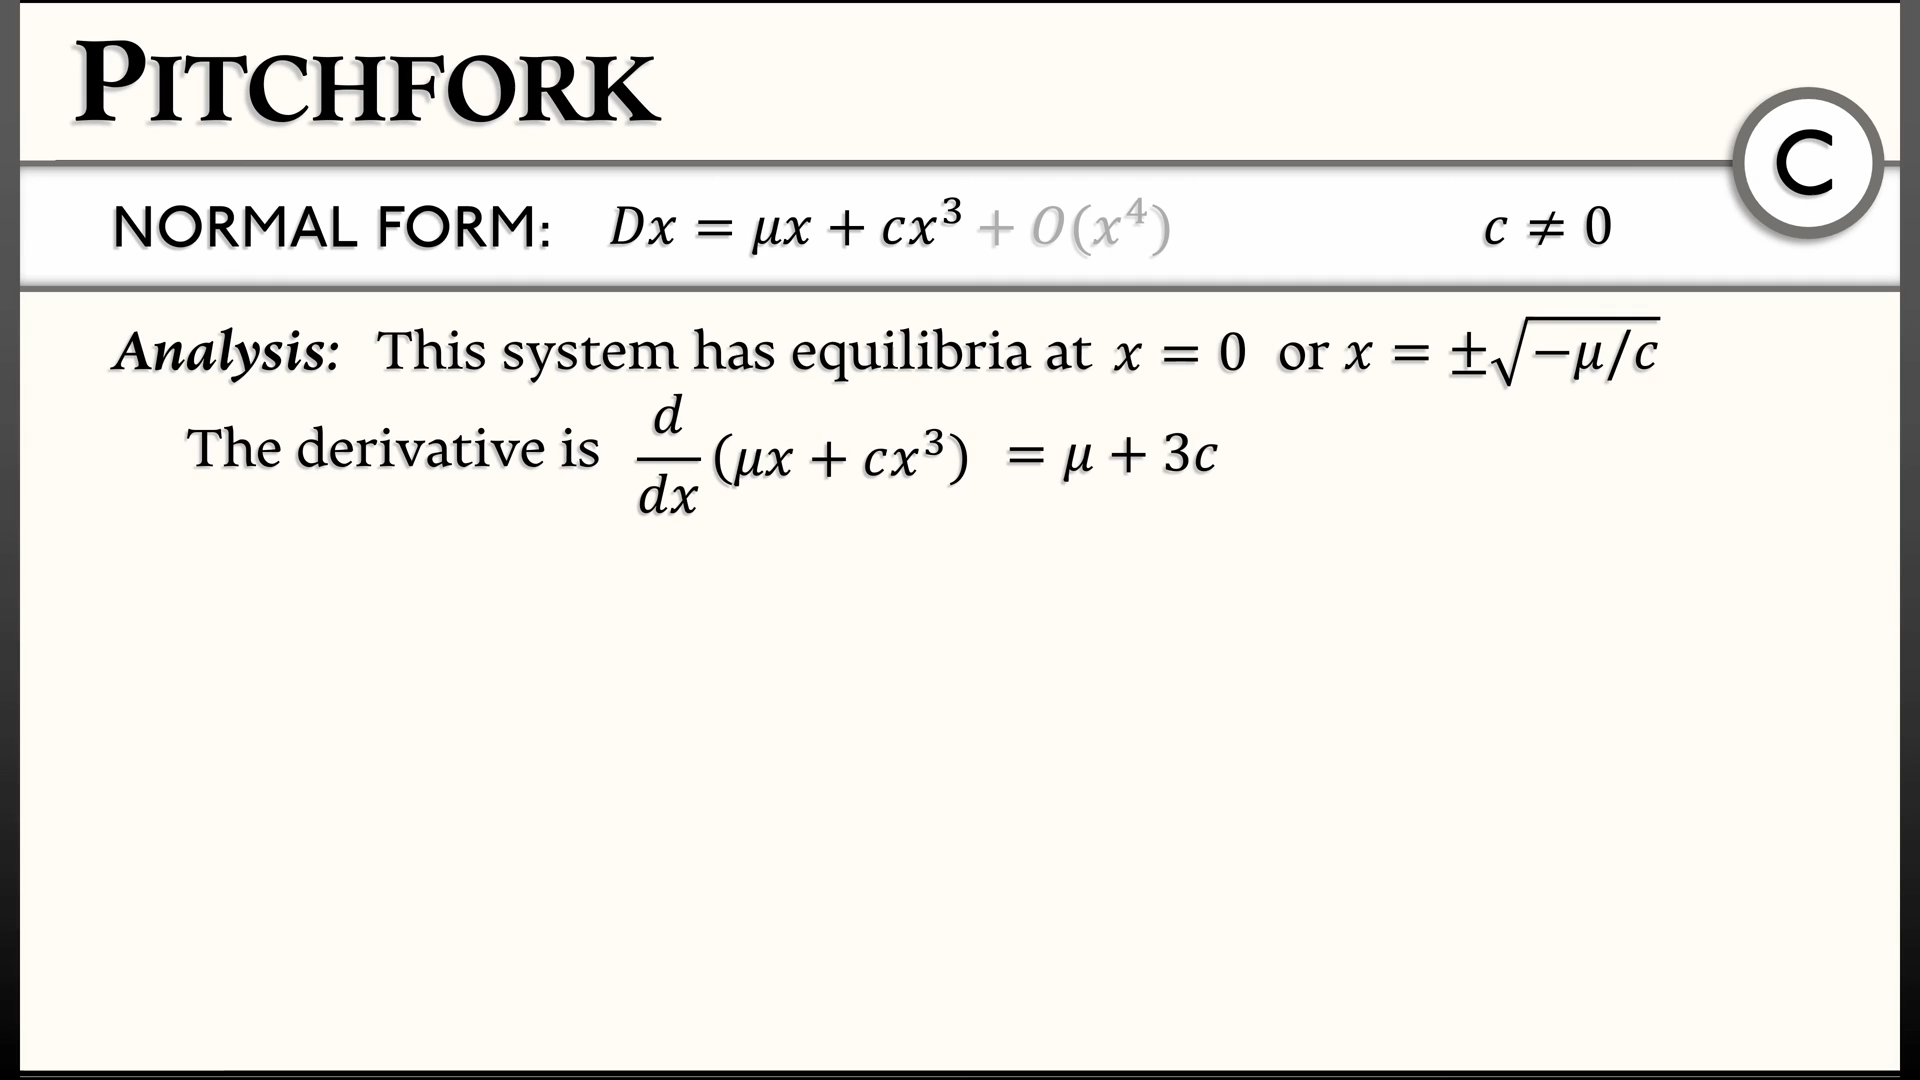 PITCHFORK
C
NORMAL FORM: Dx = μx + cx³ + O(x⁴) c ≠ 0
Analysis: This system has equilibria at x = 0 or x = ±√−μ/c
The derivative is d/dx (μx + cx³) = μ + 3c